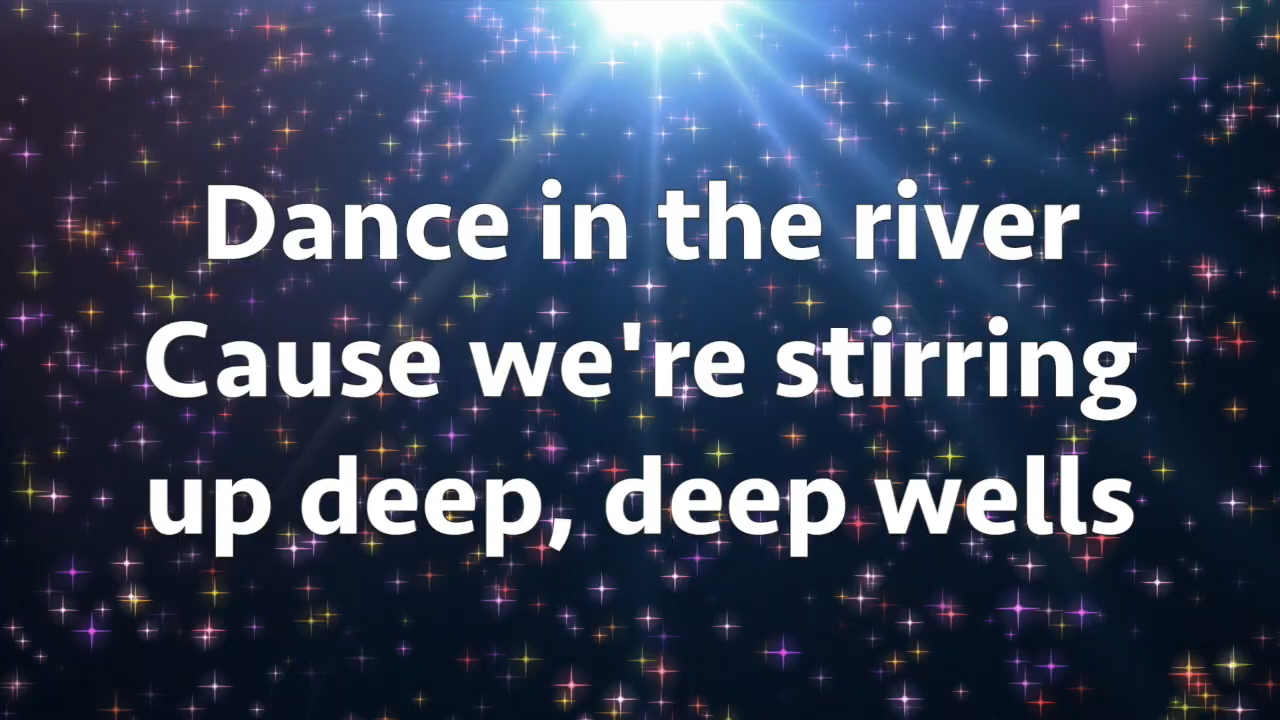 Dance in the river
Cause we're stirring
up deep, deep wells